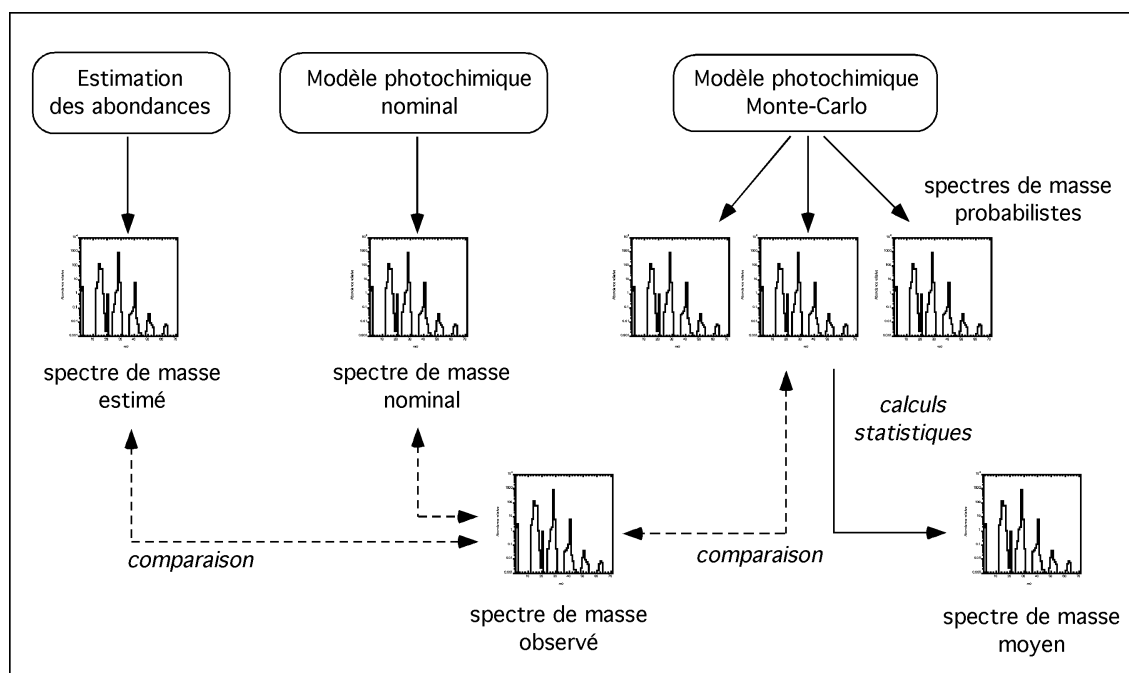 Estimation
des abondances
Modèle photochimique
nominal
Modèle photochimique
Monte-Carlo
spectres de masse
probabilistes
spectre de masse
estimé
spectre de masse
nominal
calculs
statistiques
comparaison
comparaison
spectre de masse
observé
spectre de masse
moyen